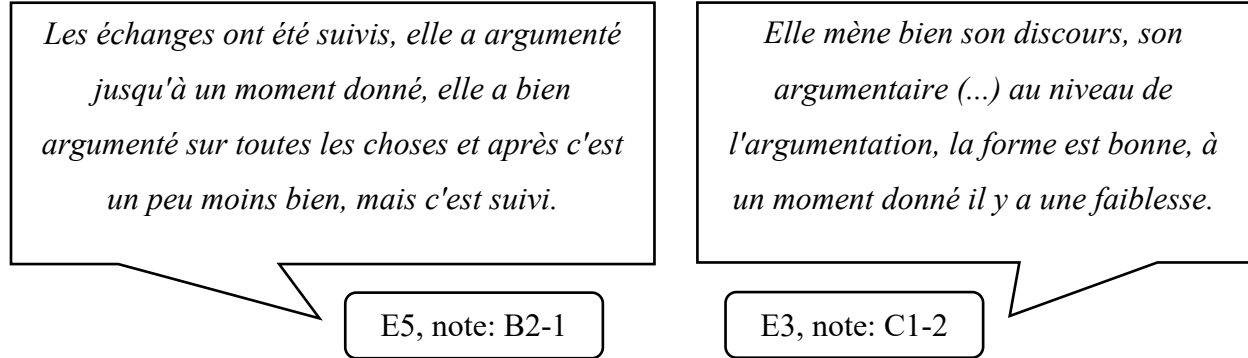 Les échanges ont été suivis, elle a argumenté
jusqu'à un moment donné, elle a bien
argumenté sur toutes les choses et après c'est
un peu moins bien, mais c'est suivi.
E5, note: B2-1
Elle mène bien son discours, son
argumentaire (...) au niveau de
l'argumentation, la forme est bonne, à
un moment donné il y a une faiblesse.
E3, note: C1-2